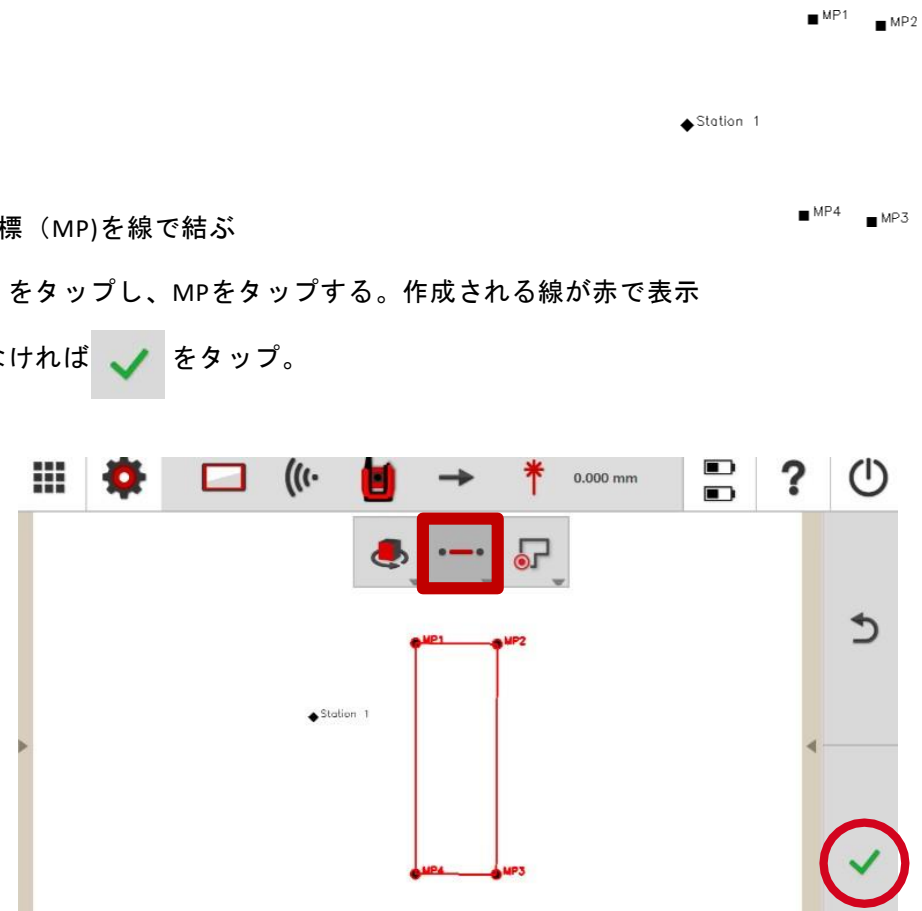 MP1
MP2
Station 1
MP4
MP3
標（MP)を線で結ぶ
をタップし、MPをタップする。作成される線が赤で表示
なければ をタップ。
0.000 mm
?
MP1
MP2
Station 1
MP4
MP3